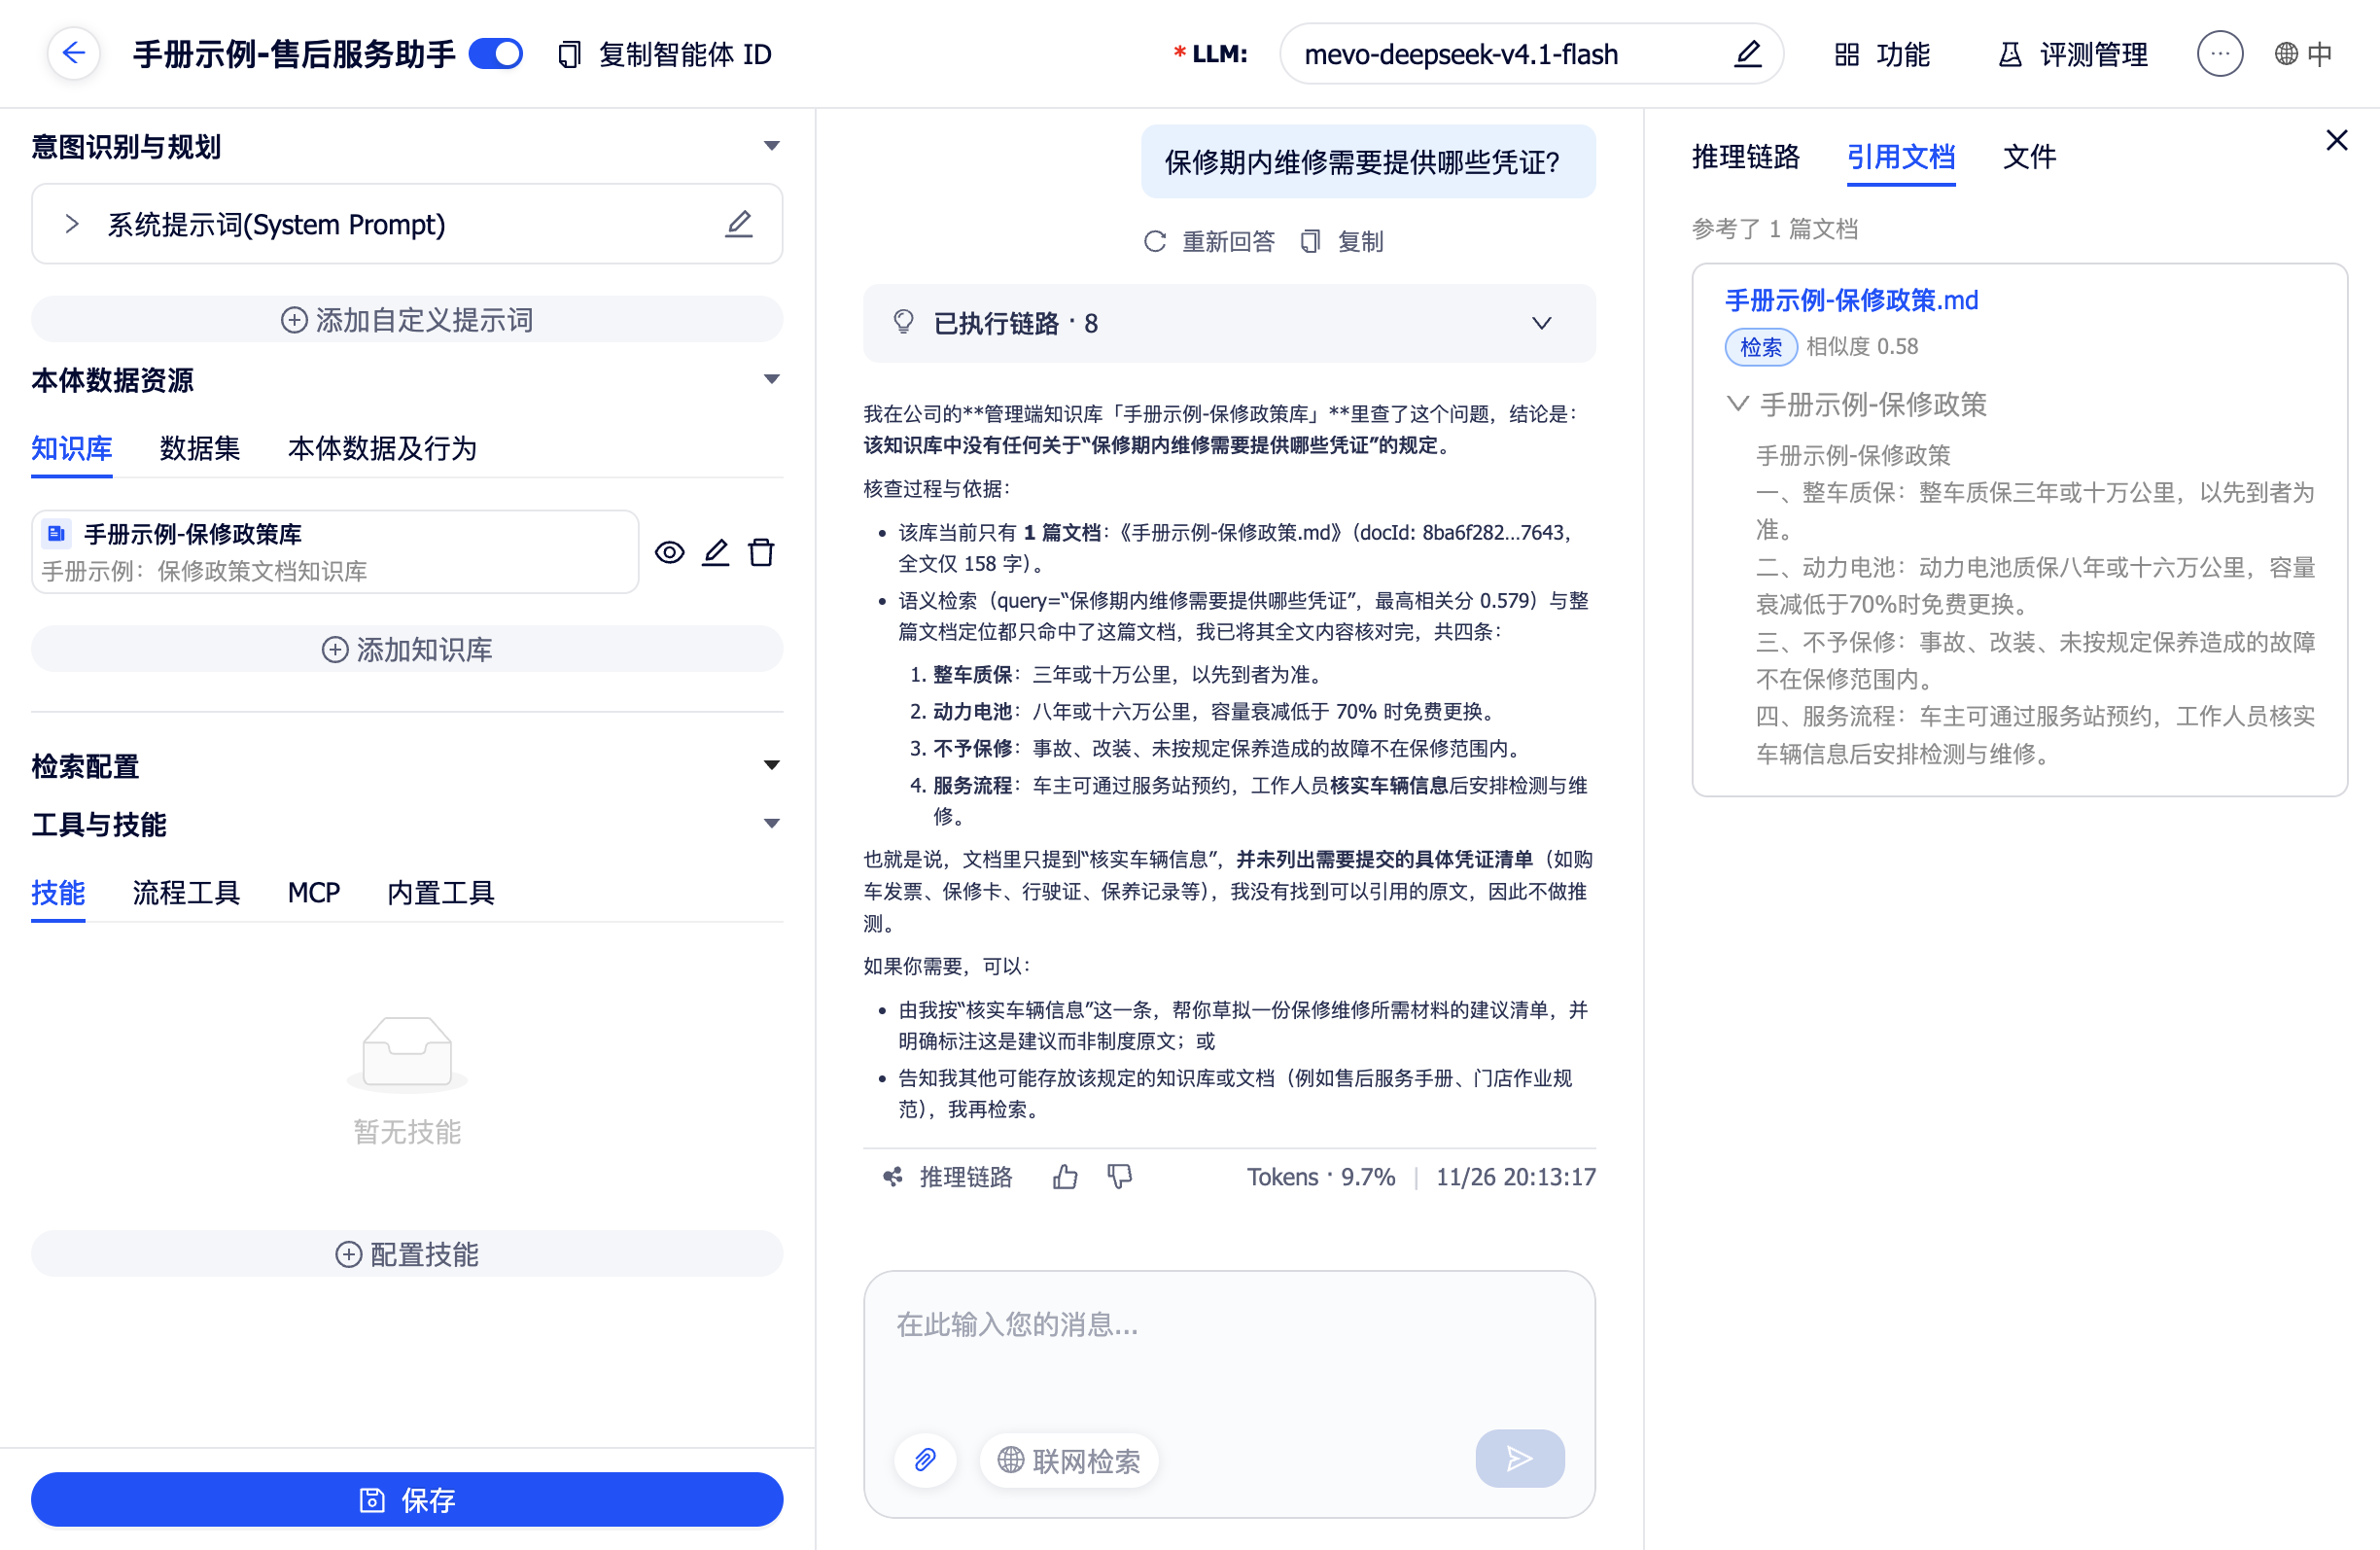 手册示例-售后服务助手
复制智能体 ID
* LLM:
mevo-deepseek-v4.1-flash
功能
评测管理
中
意图识别与规划
系统提示词(System Prompt)
添加自定义提示词
本体数据资源
知识库 数据集 本体数据及行为
手册示例-保修政策库
手册示例：保修政策文档知识库
添加知识库
检索配置
工具与技能
技能 流程工具 MCP 内置工具
暂无技能
配置技能
保存
保修期内维修需要提供哪些凭证?
重新回答 复制
已执行链路 · 8
我在公司的**管理端知识库「手册示例-保修政策库」**里查了这个问题，结论是：
该知识库中没有任何关于“保修期内维修需要提供哪些凭证”的规定。
核查过程与依据：
• 该库当前只有 1 篇文档：《手册示例-保修政策.md》（docId: 8ba6f282…7643，
全文仅 158 字）。
• 语义检索（query=“保修期内维修需要提供哪些凭证”，最高相关分 0.579）与整
篇文档定位都只命中了这篇文档，我已将其全文内容核对完，共四条：
1. 整车质保：三年或十万公里，以先到者为准。
2. 动力电池：八年或十六万公里，容量衰减低于 70% 时免费更换。
3. 不予保修：事故、改装、未按规定保养造成的故障不在保修范围内。
4. 服务流程：车主可通过服务站预约，工作人员核实车辆信息后安排检测与维
修。
也就是说，文档里只提到“核实车辆信息”，并未列出需要提交的具体凭证清单（如购
车发票、保修卡、行驶证、保养记录等），我没有找到可以引用的原文，因此不做推
测。
如果你需要，可以：
• 由我按“核实车辆信息”这一条，帮你草拟一份保修维修所需材料的建议清单，并
明确标注这是建议而非制度原文；或
• 告知我其他可能存放该规定的知识库或文档（例如售后服务手册、门店作业规
范），我再检索。
推理链路
Tokens · 9.7% | 11/26 20:13:17
在此输入您的消息...
联网检索
推理链路 引用文档 文件
参考了 1 篇文档
手册示例-保修政策.md
检索 相似度 0.58
手册示例-保修政策
手册示例-保修政策
一、整车质保：整车质保三年或十万公里，以先到者为
准。
二、动力电池：动力电池质保八年或十六万公里，容量
衰减低于70%时免费更换。
三、不予保修：事故、改装、未按规定保养造成的故障
不在保修范围内。
四、服务流程：车主可通过服务站预约，工作人员核实
车辆信息后安排检测与维修。